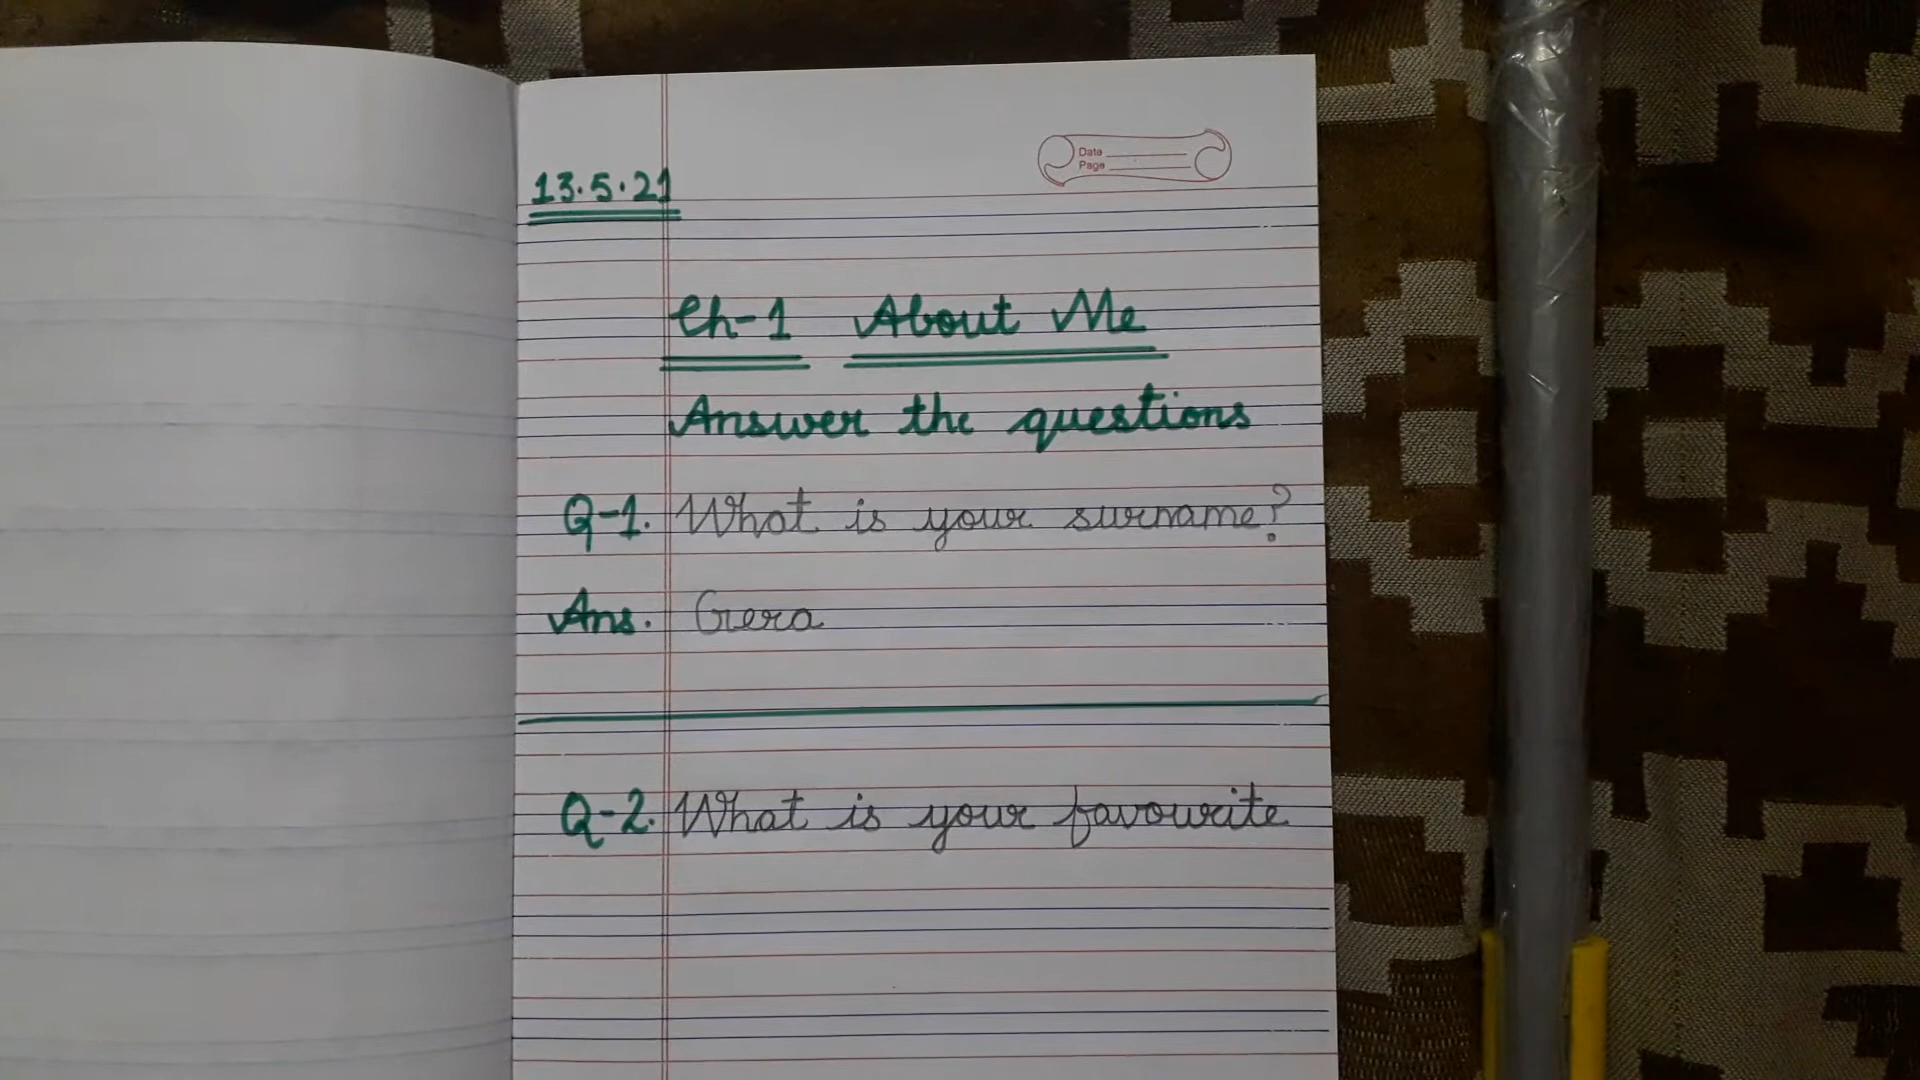 Date
Page
13.5.21
Ch-1 About Me
Answer the questions
Q-1. What is your surname?
Ans. Gera
Q-2. What is your favourite